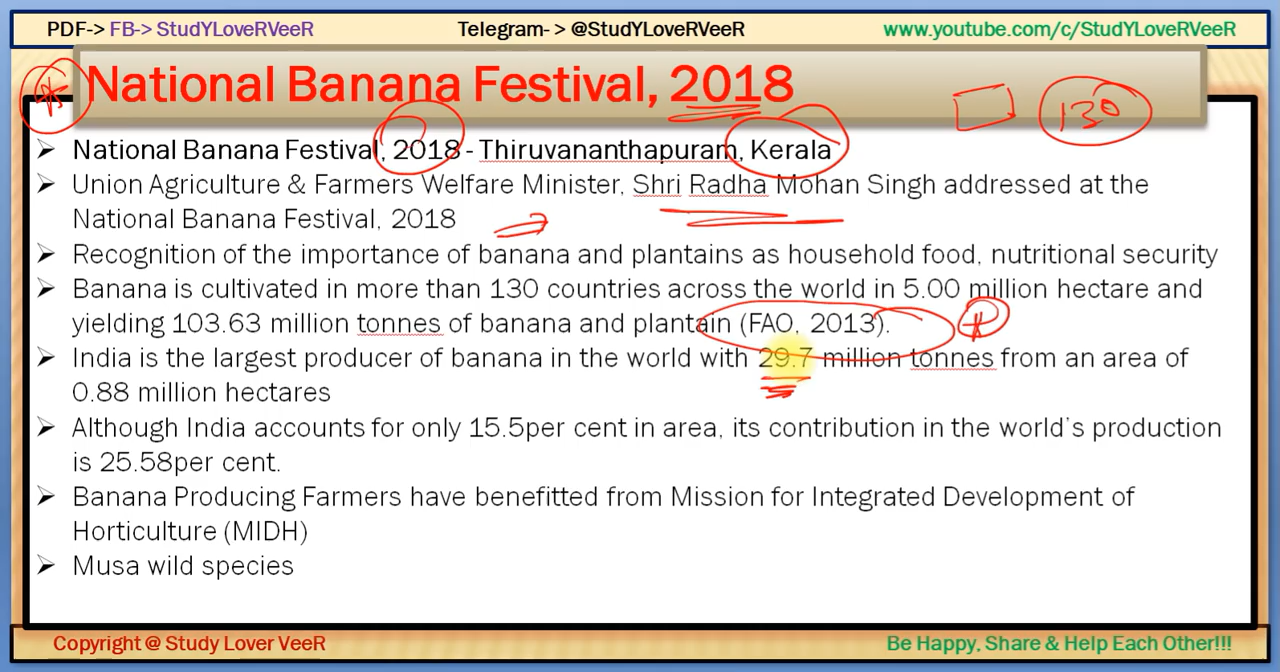 PDF-> FB-> StudYLoveRVeeR Telegram- > @StudYLoveRVeeR www.youtube.com/c/StudYLoveRVeeR
National Banana Festival, 2018
130
➢ National Banana Festival, 2018 - Thiruvananthapuram, Kerala
➢ Union Agriculture & Farmers Welfare Minister, Shri Radha Mohan Singh addressed at the
National Banana Festival, 2018
➢ Recognition of the importance of banana and plantains as household food, nutritional security
➢ Banana is cultivated in more than 130 countries across the world in 5.00 million hectare and
yielding 103.63 million tonnes of banana and plantain (FAO, 2013).
➢ India is the largest producer of banana in the world with 29.7 million tonnes from an area of
0.88 million hectares
➢ Although India accounts for only 15.5per cent in area, its contribution in the world's production
is 25.58per cent.
➢ Banana Producing Farmers have benefitted from Mission for Integrated Development of
Horticulture (MIDH)
➢ Musa wild species
Copyright @ Study Lover VeeR Be Happy, Share & Help Each Other!!!